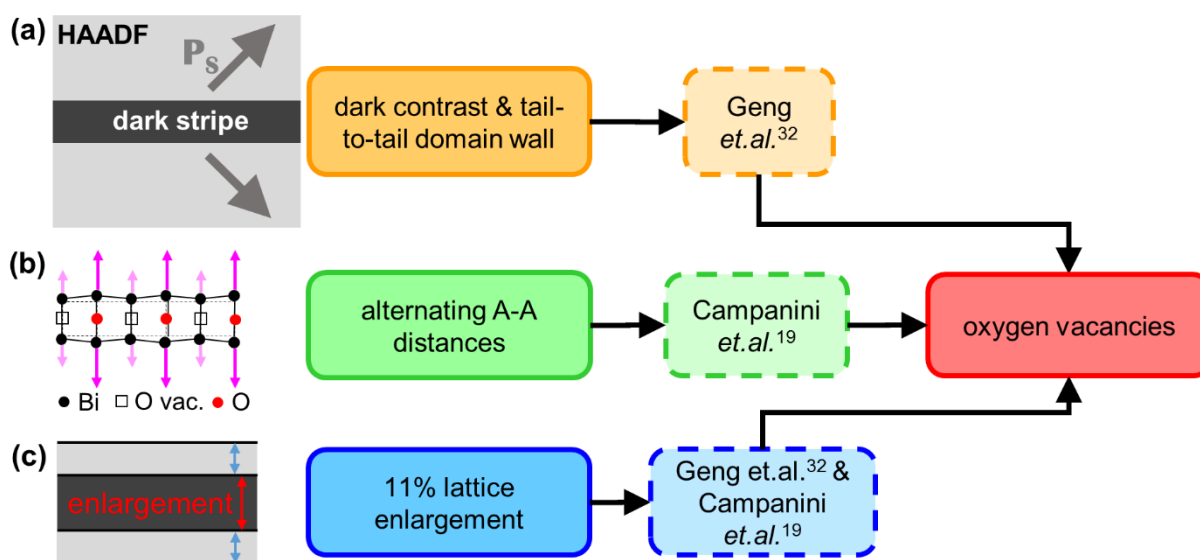 (a)
HAADF
Pₛ
dark stripe
dark contrast & tail-
to-tail domain wall
Geng
et.al.³²
(b)
● Bi □ O vac. ● O
alternating A-A
distances
Campanini
et.al.¹⁹
oxygen vacancies
(c)
enlargement
11% lattice
enlargement
Geng et.al.³² &
Campanini
et.al.¹⁹